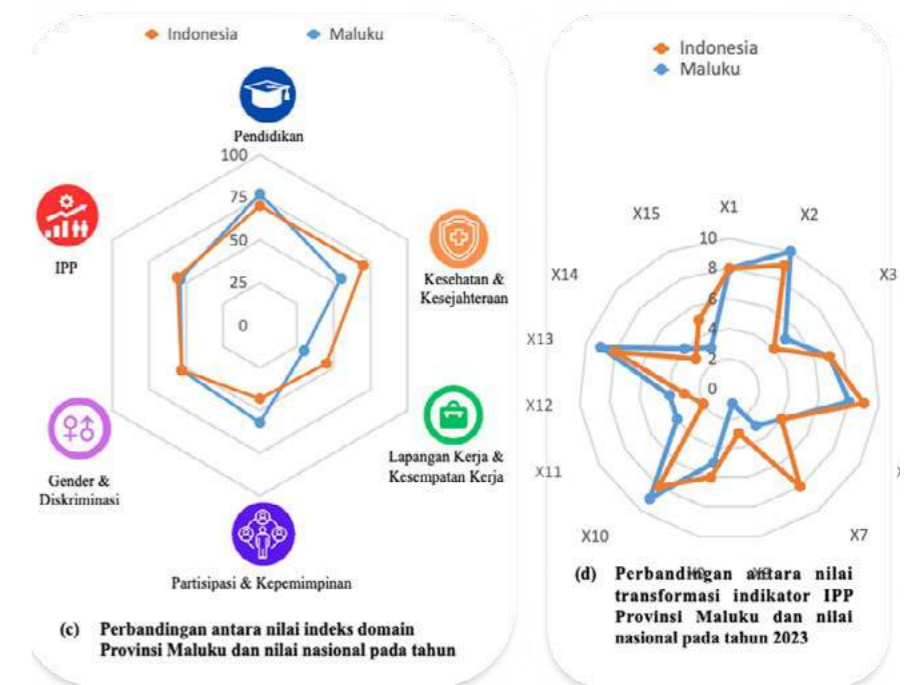 Indonesia Maluku
Pendidikan
100
75
50
25
0
IPP
Kesehatan &
Kesejahteraan
Gender &
Diskriminasi
Lapangan Kerja &
Kesempatan Kerja
Partisipasi & Kepemimpinan
(c) Perbandingan antara nilai indeks domain
Provinsi Maluku dan nilai nasional pada tahun
Indonesia
Maluku
X1
X2
X3
X7
X10
X11
X12
X13
X14
X15
10
8
6
4
2
0
(d) Perbandingan antara nilai
transformasi indikator IPP
Provinsi Maluku dan nilai
nasional pada tahun 2023